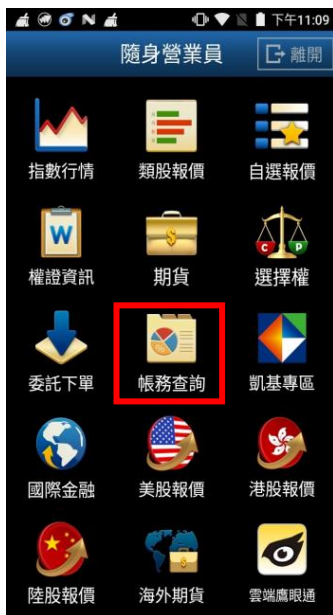 下午11:09
隨身營業員 離開
指數行情 類股報價 自選報價
W
權證資訊 期貨 選擇權
C P
委託下單 帳務查詢 凱基專區
國際金融 美股報價 港股報價
陸股報價 海外期貨 雲端鷹眼通